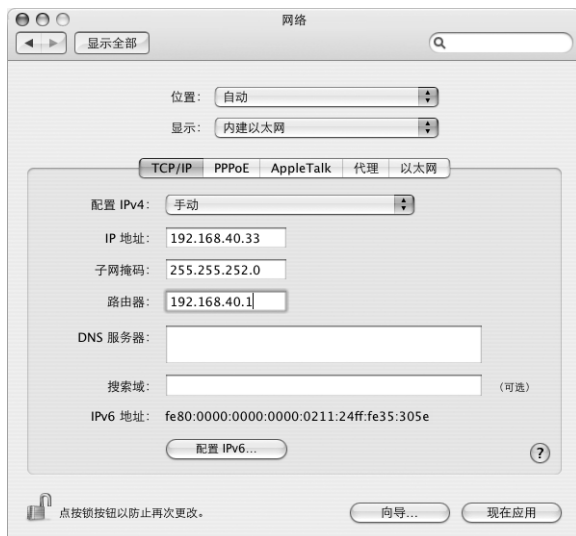 网络
显示全部
位置： 自动
显示： 内建以太网
TCP/IP PPPoE AppleTalk 代理 以太网
配置 IPv4： 手动
IP 地址： 192.168.40.33
子网掩码： 255.255.252.0
路由器： 192.168.40.1
DNS 服务器：
搜索域： （可选）
IPv6 地址： fe80:0000:0000:0000:0211:24ff:fe35:305e
配置 IPv6...
?
点按锁按钮以防止再次更改。 向导... 现在应用